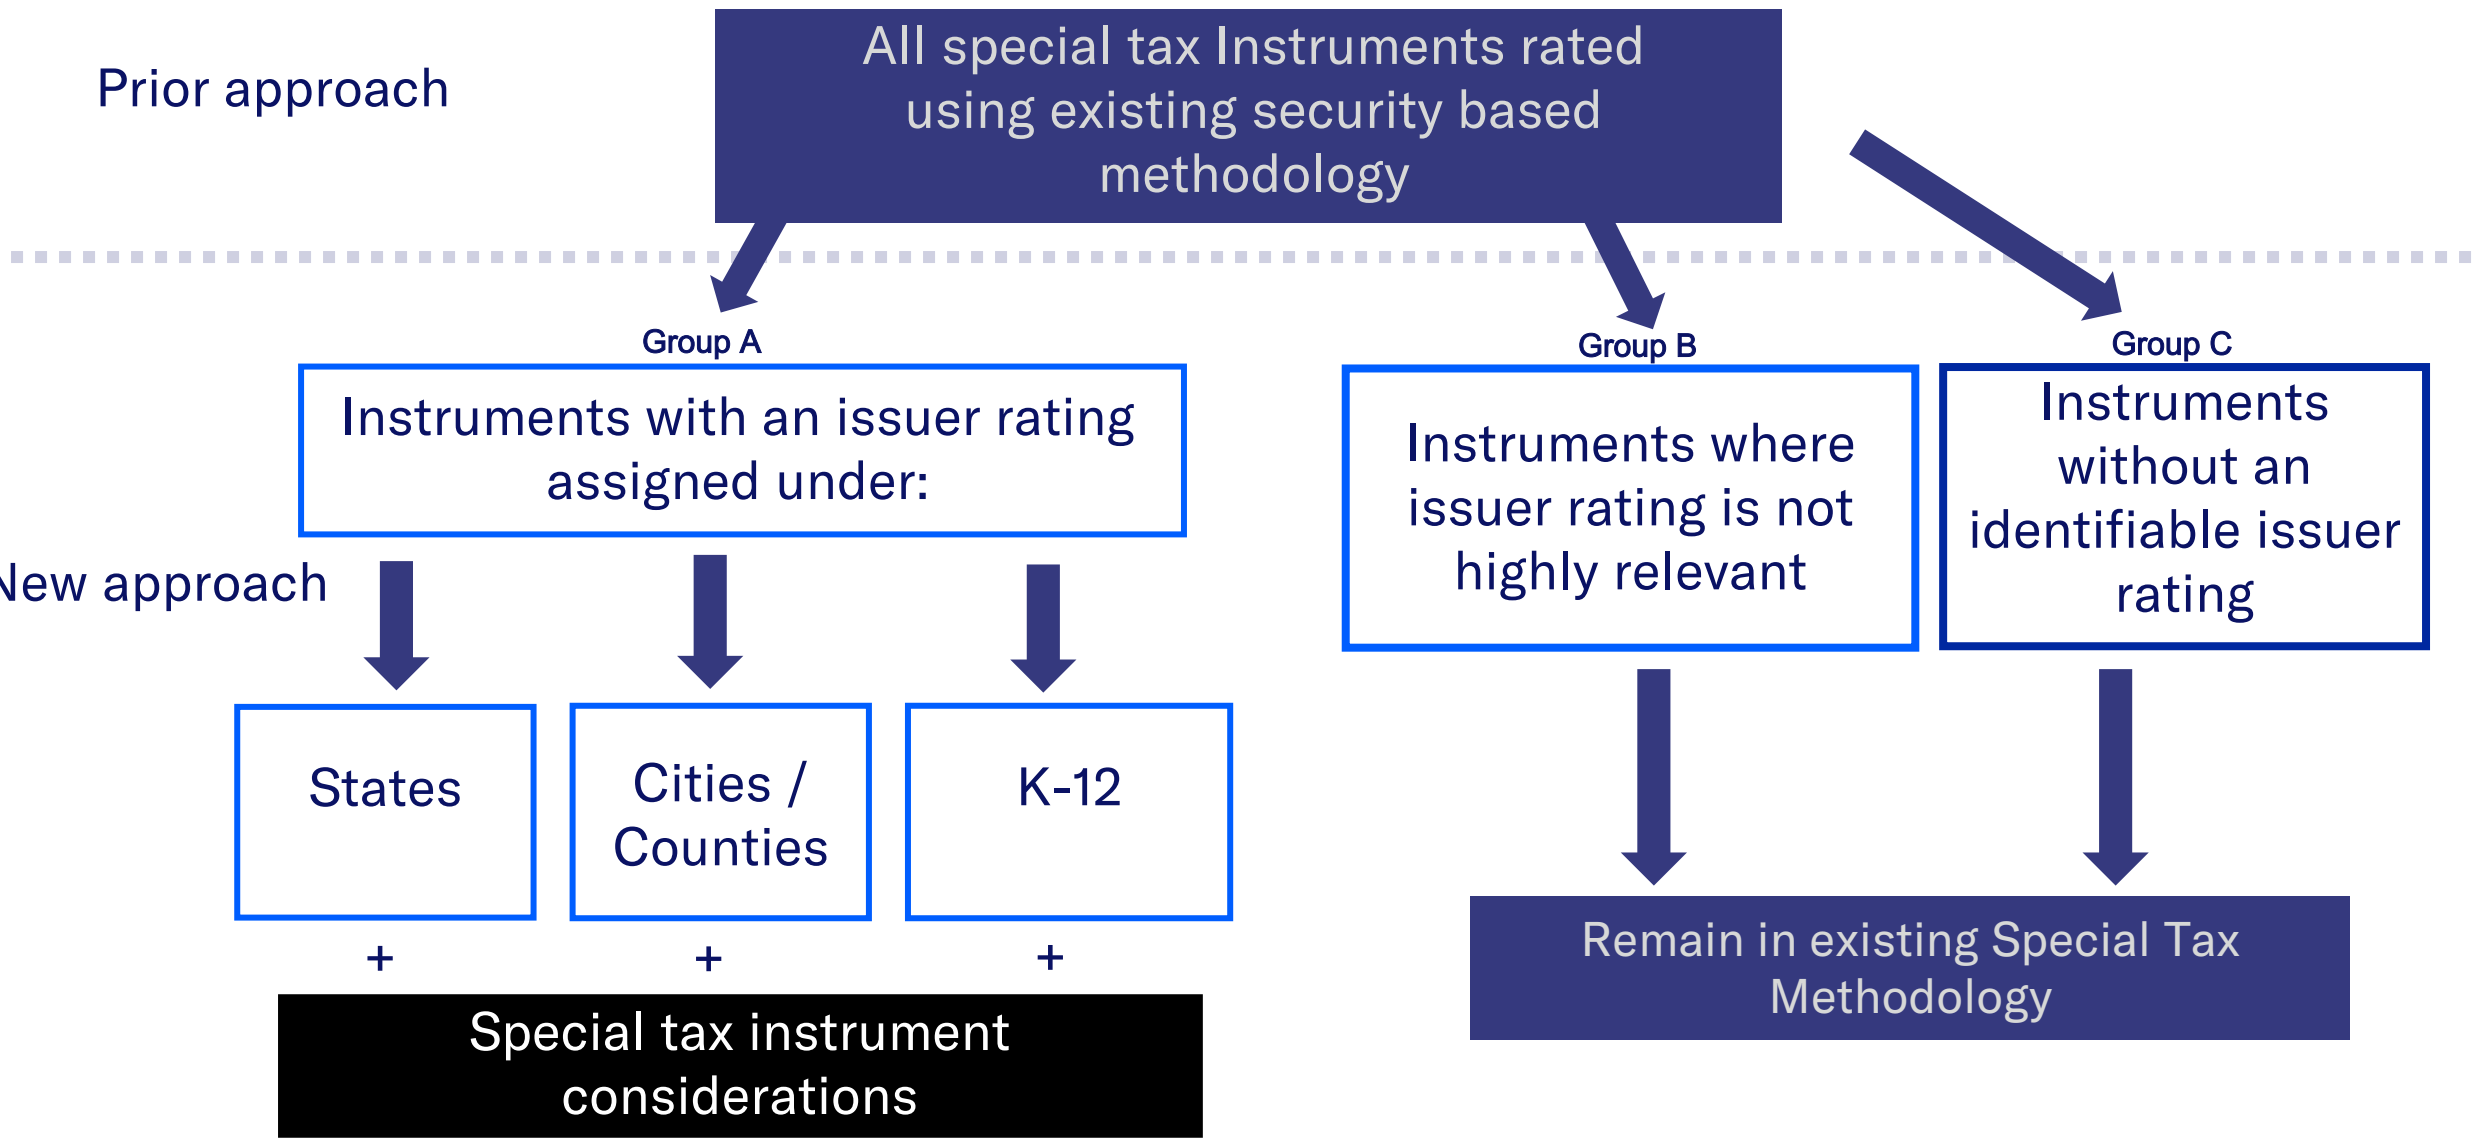 Prior approach
All special tax Instruments rated
using existing security based
methodology
Group A
Instruments with an issuer rating
assigned under:
Group B
Instruments where
issuer rating is not
highly relevant
Group C
Instruments
without an
identifiable issuer
rating
New approach
States
Cities /
Counties
K-12
+
+
+
Special tax instrument
considerations
Remain in existing Special Tax
Methodology